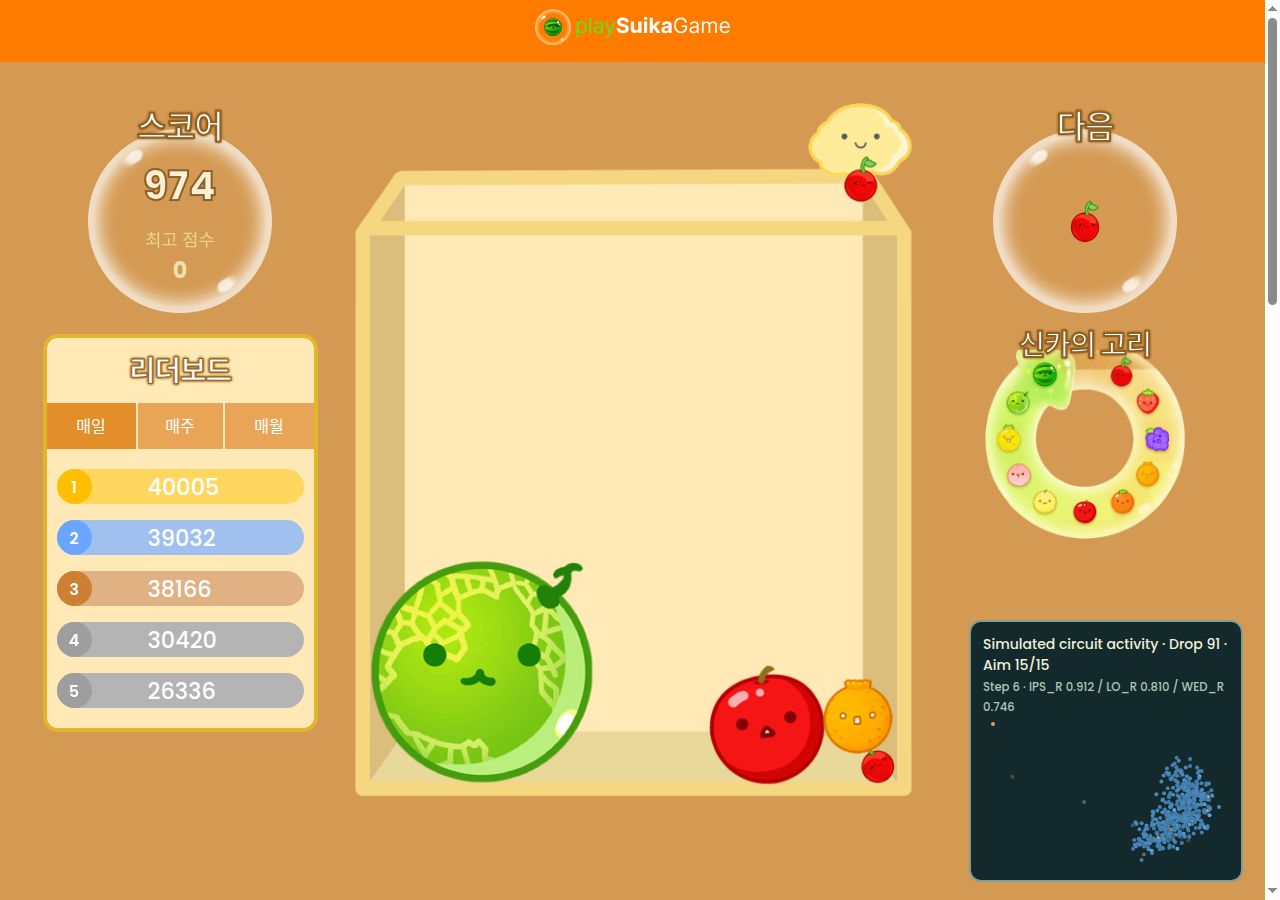 playSuikaGame
스코어
974
최고 점수
0
리더보드
매일
매주
매월
1 40005
2 39032
3 38166
4 30420
5 26336
다음
신카의 고리
Simulated circuit activity · Drop 91 ·
Aim 15/15
Step 6 · IPS_R 0.912 / LO_R 0.810 / WED_R
0.746